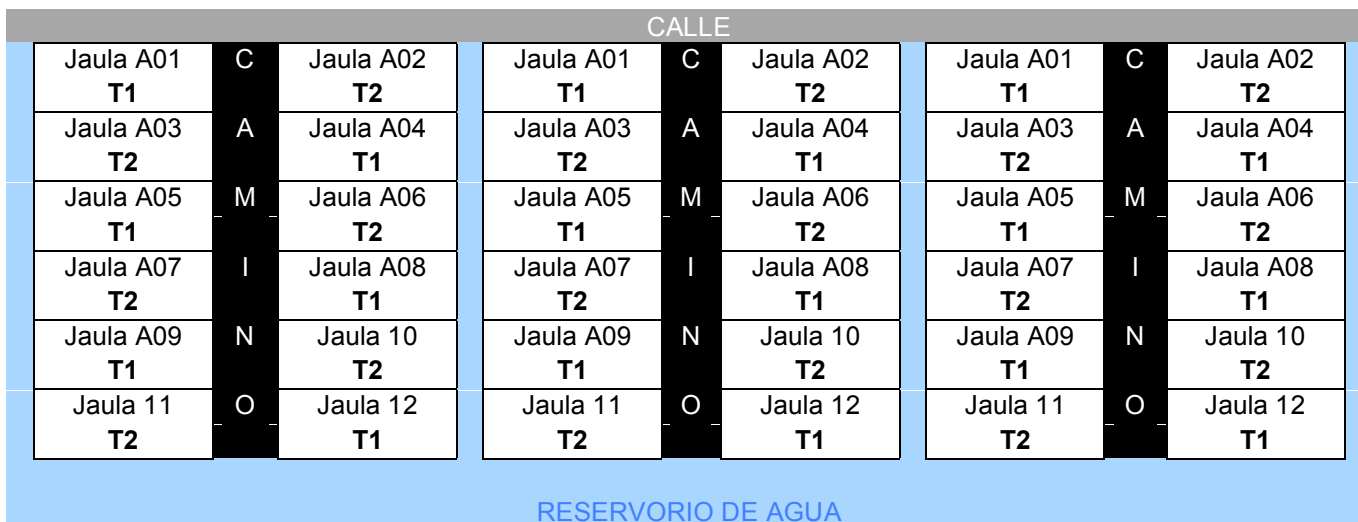 CALLE
Jaula A01 C Jaula A02 Jaula A01 C Jaula A02 Jaula A01 C Jaula A02
T1 T2 T1 T2 T1 T2
Jaula A03 A Jaula A04 Jaula A03 A Jaula A04 Jaula A03 A Jaula A04
T2 T1 T2 T1 T2 T1
Jaula A05 M Jaula A06 Jaula A05 M Jaula A06 Jaula A05 M Jaula A06
T1 T2 T1 T2 T1 T2
Jaula A07 I Jaula A08 Jaula A07 I Jaula A08 Jaula A07 I Jaula A08
T2 T1 T2 T1 T2 T1
Jaula A09 N Jaula 10 Jaula A09 N Jaula 10 Jaula A09 N Jaula 10
T1 T2 T1 T2 T1 T2
Jaula 11 O Jaula 12 Jaula 11 O Jaula 12 Jaula 11 O Jaula 12
T2 T1 T2 T1 T2 T1
RESERVORIO DE AGUA